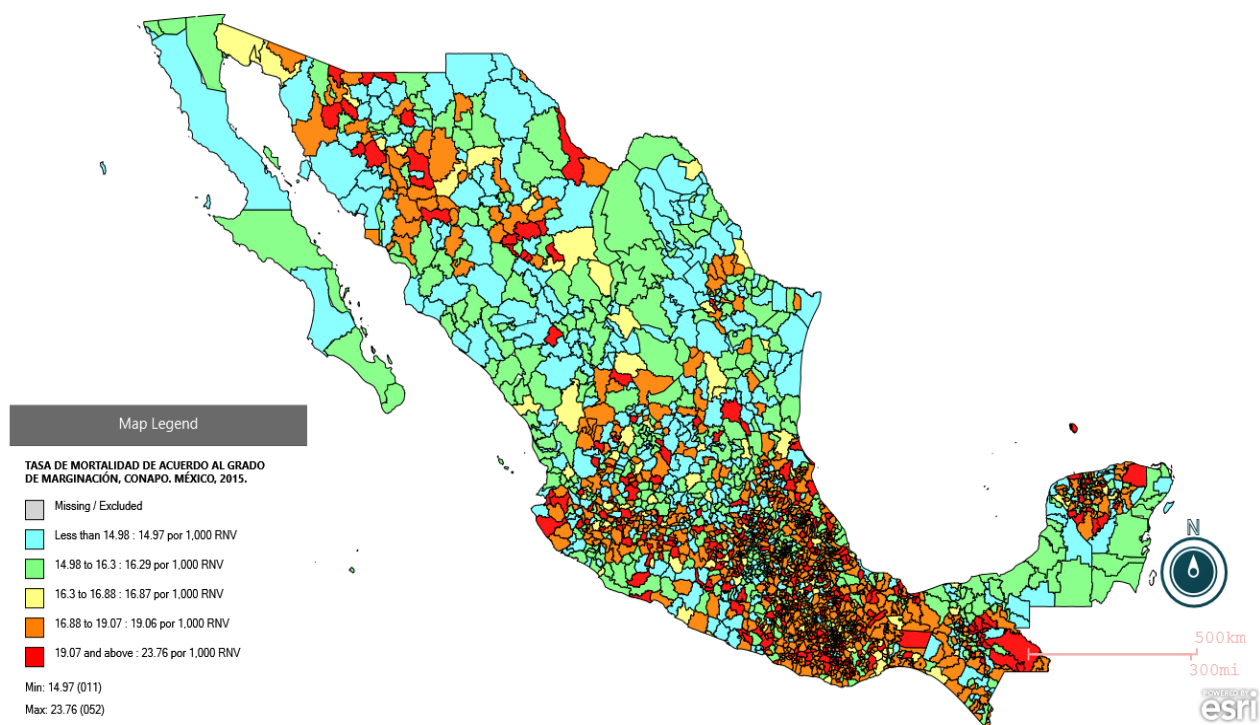 Map Legend
TASA DE MORTALIDAD DE ACUERDO AL GRADO
DE MARGINACIÓN, CONAPO. MÉXICO, 2015.
Missing / Excluded
Less than 14.98 : 14.97 por 1,000 RNV
14.98 to 16.3 : 16.29 por 1,000 RNV
16.3 to 16.88 : 16.87 por 1,000 RNV
16.88 to 19.07 : 19.06 por 1,000 RNV
19.07 and above : 23.76 por 1,000 RNV
Min: 14.97 (011)
Max: 23.76 (052)
N
500km
300mi
POWERED BY
esri